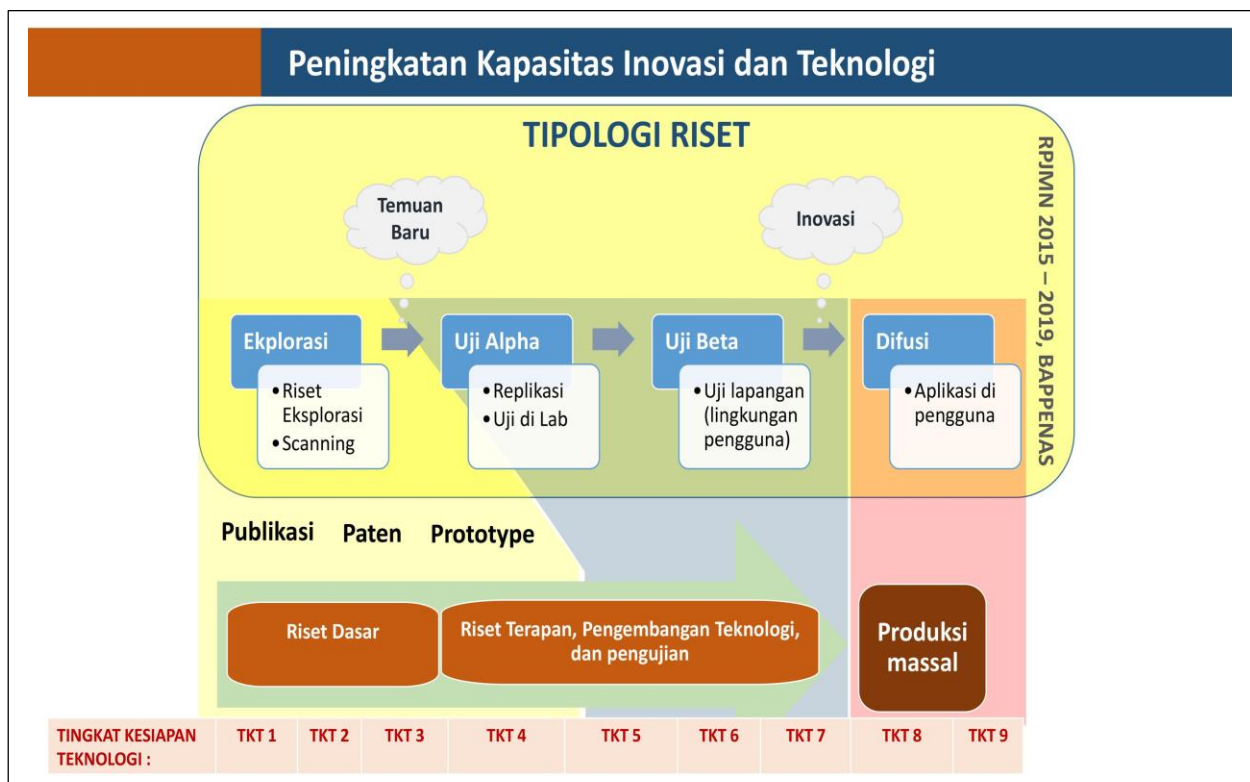 Peningkatan Kapasitas Inovasi dan Teknologi
TIPOLOGI RISET
RPJMN 2015 – 2019, BAPPENAS
Temuan
Baru
Inovasi
Ekplorasi
• Riset
Eksplorasi
• Scanning
Uji Alpha
• Replikasi
• Uji di Lab
Uji Beta
• Uji lapangan
(lingkungan
pengguna)
Difusi
• Aplikasi di
pengguna
Publikasi Paten Prototype
Riset Dasar
Riset Terapan, Pengembangan Teknologi,
dan pengujian
Produksi
massal
TINGKAT KESIAPAN
TEKNOLOGI :
TKT 1 TKT 2 TKT 3 TKT 4 TKT 5 TKT 6 TKT 7 TKT 8 TKT 9